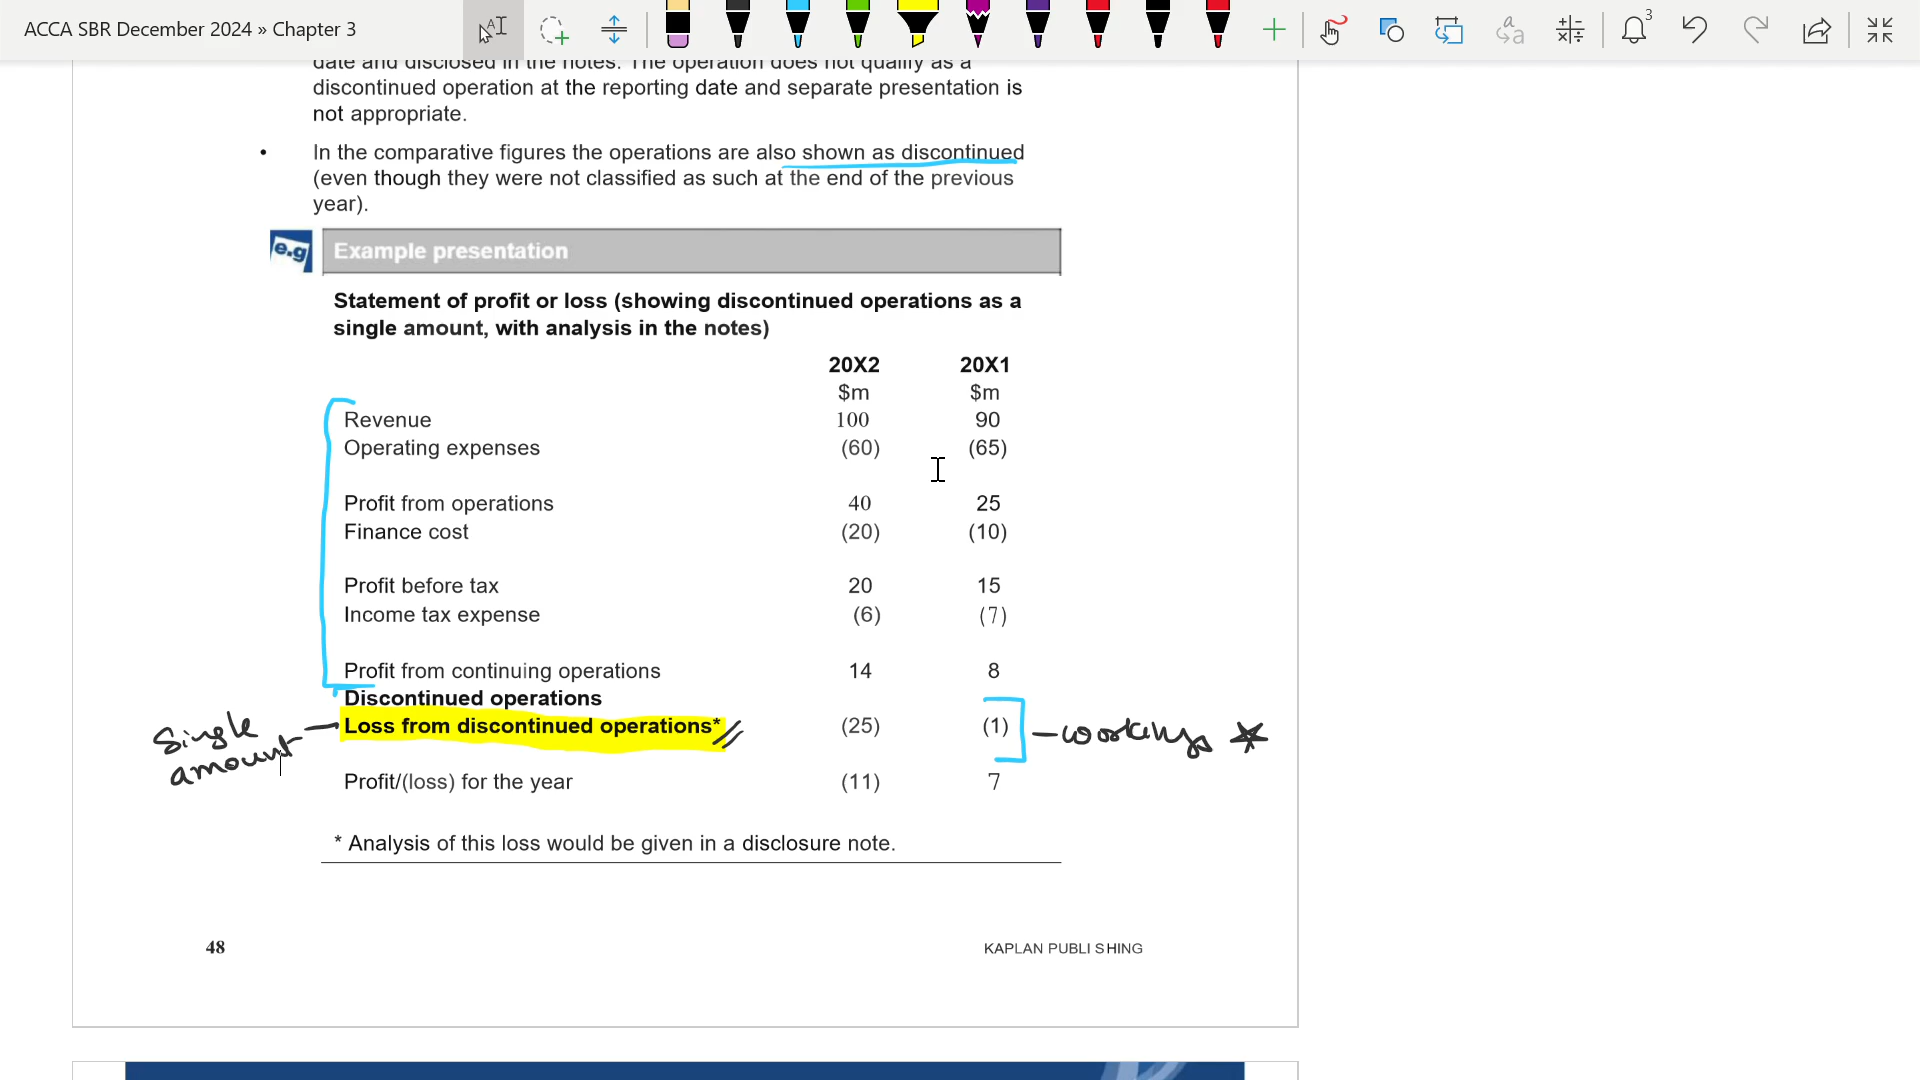 ACCA SBR December 2024 » Chapter 3
3
date and disclosed in the notes. The operation does not qualify as a
discontinued operation at the reporting date and separate presentation is
not appropriate.
• In the comparative figures the operations are also shown as discontinued
(even though they were not classified as such at the end of the previous
year).
e.g Example presentation
Statement of profit or loss (showing discontinued operations as a
single amount, with analysis in the notes)
20X2 20X1
$m $m
Revenue 100 90
Operating expenses (60) (65)
Profit from operations 40 25
Finance cost (20) (10)
Profit before tax 20 15
Income tax expense (6) (7)
Profit from continuing operations 14 8
Discontinued operations
Single
amount
Loss from discontinued operations* (25) (1) workings
Profit/(loss) for the year (11) 7
* Analysis of this loss would be given in a disclosure note.
48 KAPLAN PUBLISHING